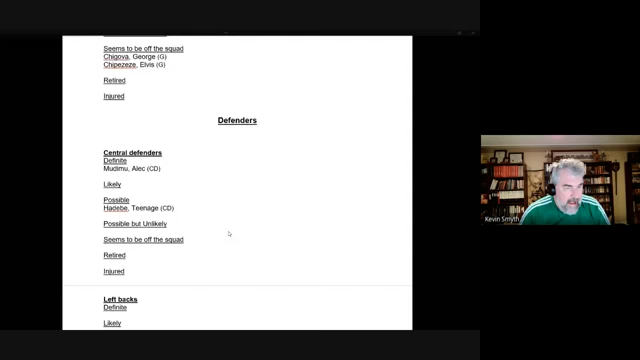 Seems to be off the squad
Chigova, George (G)
Chipezeze, Elvis (G)
Retired
Injured
Defenders
Central defenders
Definite
Mudimu, Alec (CD)
Likely
Possible
Hadebe, Teenage (CD)
Possible but Unlikely
Seems to be off the squad
Retired
Injured
Left backs
Definite
Likely
Kevin Smyth